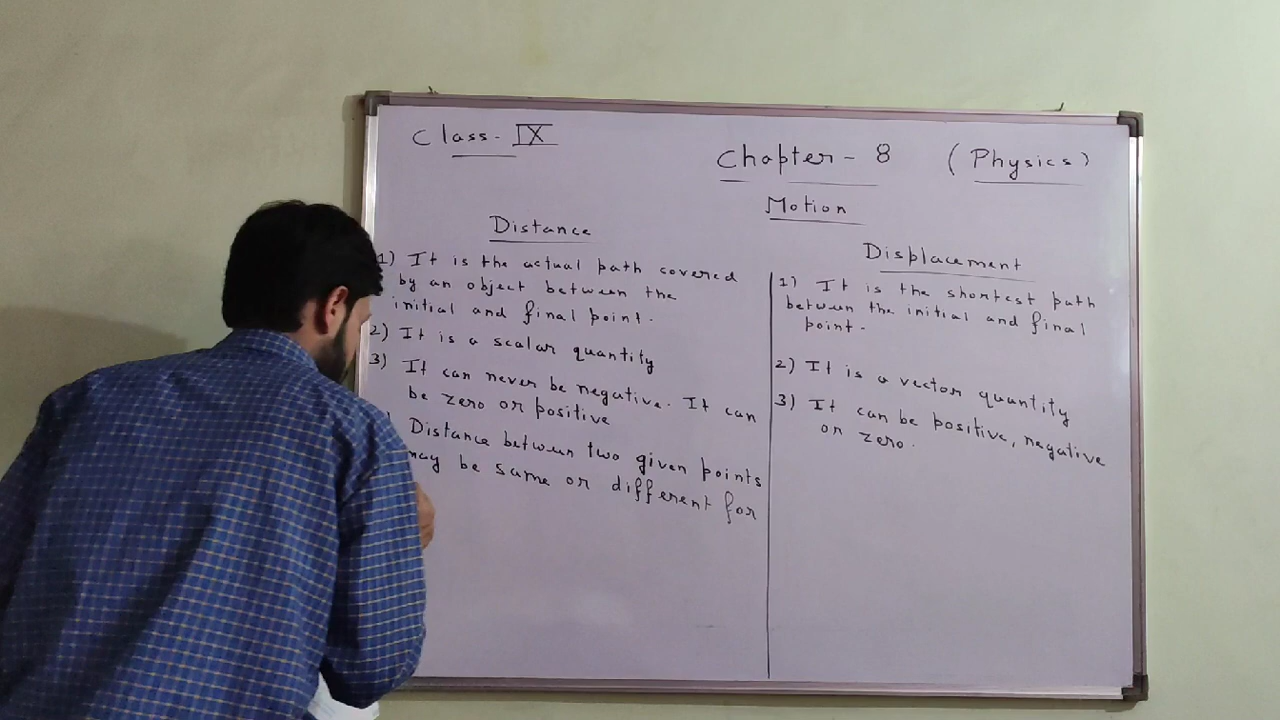 Class - IX
Chapter - 8 (Physics)
Motion
Distance
1) It is the actual path covered
by an object between the
initial and final point.
2) It is a scalar quantity
3) It can never be negative. It can
be zero or positive
Distance between two given points
may be same or different for
Displacement
1) It is the shortest path
between the initial and final
point.
2) It is a vector quantity
3) It can be positive, negative
or zero.